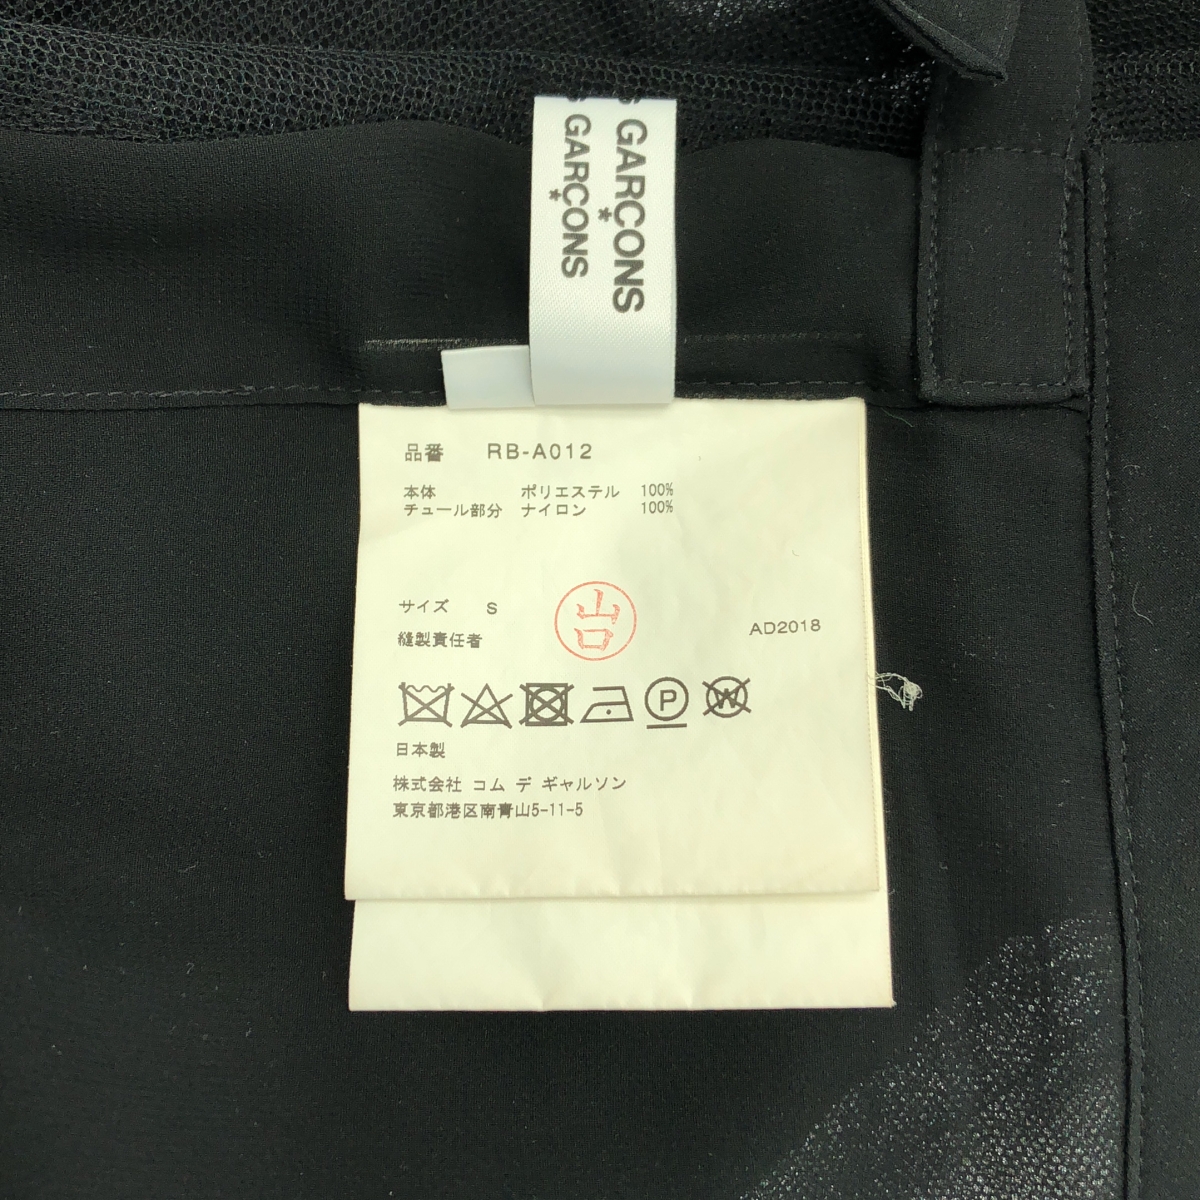 S GARÇONS
S GARÇONS
品番 RB-A012
本体 ポリエステル 100%
チュール部分 ナイロン 100%
サイズ S
山口
縫製責任者
AD2018
P
W
日本製
株式会社 コム デ ギャルソン
東京都港区南青山5-11-5